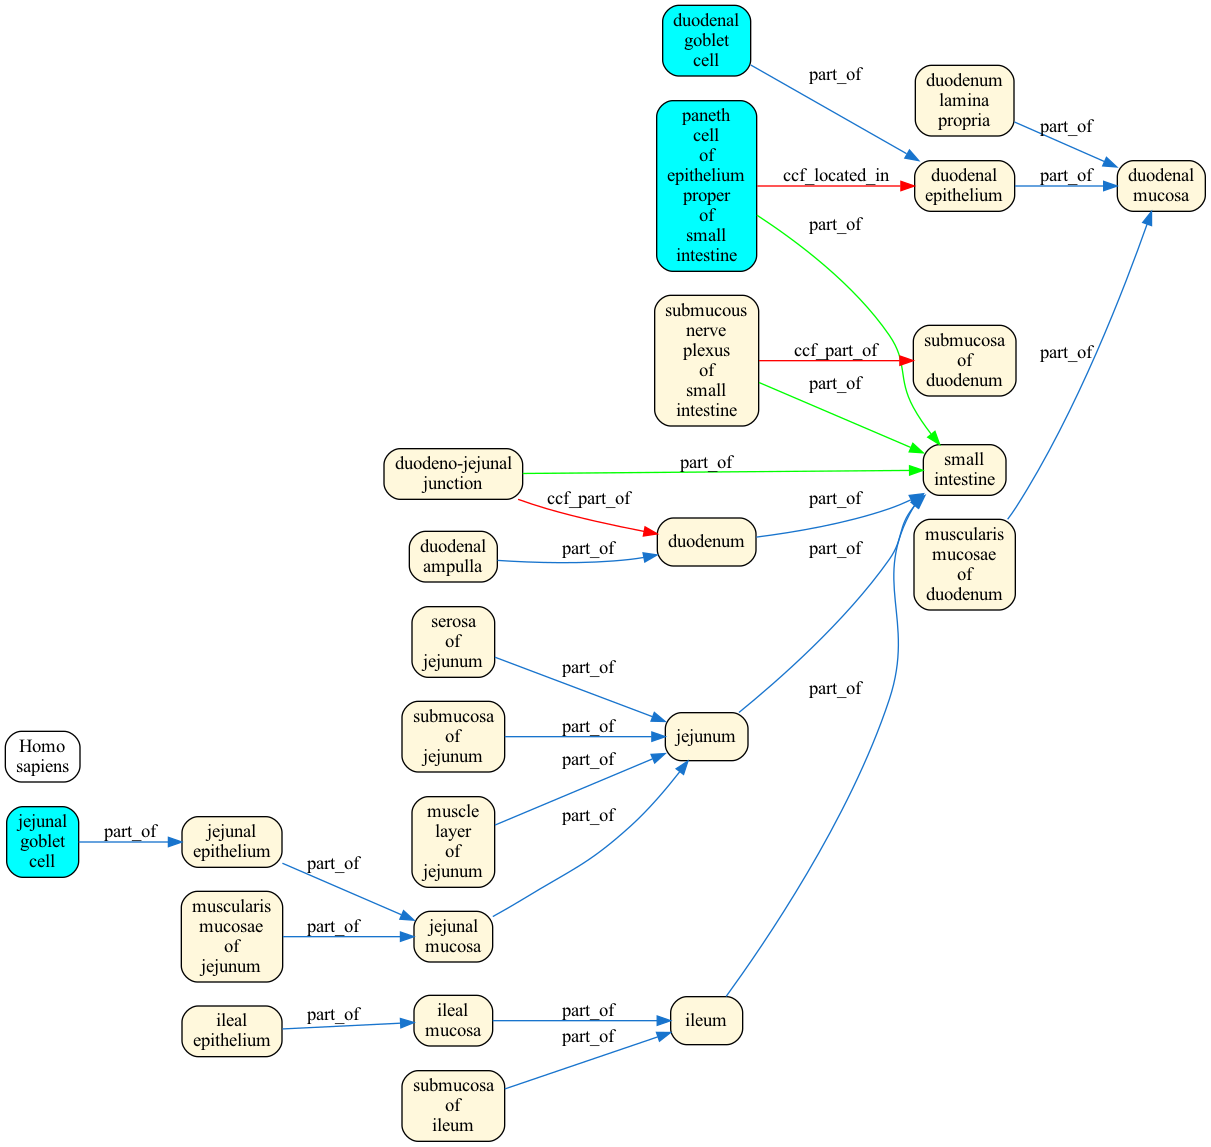 duodenal
goblet
cell
part_of
duodenum
lamina
propria
part_of
paneth
cell
of
epithelium
proper
of
small
intestine
ccf_located_in
part_of
duodenal
epithelium
part_of
duodenal
mucosa
submucous
nerve
plexus
of
small
intestine
ccf_part_of
part_of
submucosa
of
duodenum
part_of
duodeno-jejunal
junction
part_of
ccf_part_of
small
intestine
duodenal
ampulla
part_of
duodenum
part_of
part_of
muscularis
mucosae
of
duodenum
serosa
of
jejunum
part_of
submucosa
of
jejunum
part_of
jejunum
part_of
part_of
Homo
sapiens
muscle
layer
of
jejunum
part_of
jejunal
goblet
cell
part_of
jejunal
epithelium
part_of
muscularis
mucosae
of
jejunum
part_of
jejunal
mucosa
ileal
epithelium
part_of
ileal
mucosa
part_of
part_of
ileum
submucosa
of
ileum